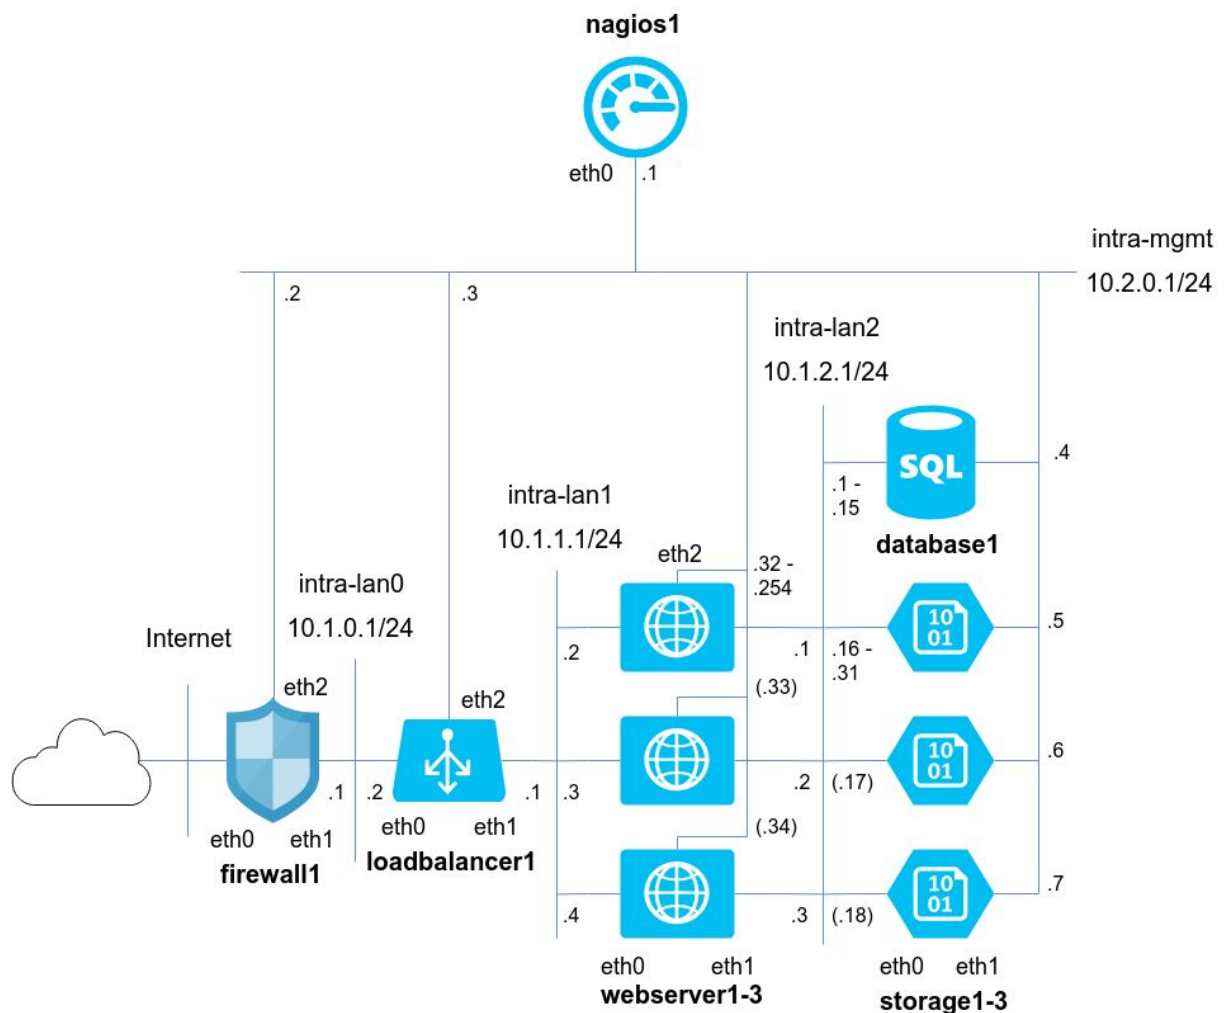 nagios1
eth0
.1
intra-mgmt
10.2.0.1/24
.2
.3
intra-lan2
10.1.2.1/24
SQL
.4
.1 -
.15
database1
intra-lan1
10.1.1.1/24
eth2
.32 -
.254
intra-lan0
10.1.0.1/24
Internet
.2
.1
.16 -
.31
10
01
.5
eth2
eth2
(.33)
.1
.2
.1
.3
.2
(.17)
10
01
.6
eth0
eth1
firewall1
eth0
eth1
loadbalancer1
(.34)
.4
.3
(.18)
10
01
.7
eth0
eth1
webserver1-3
eth0
eth1
storage1-3